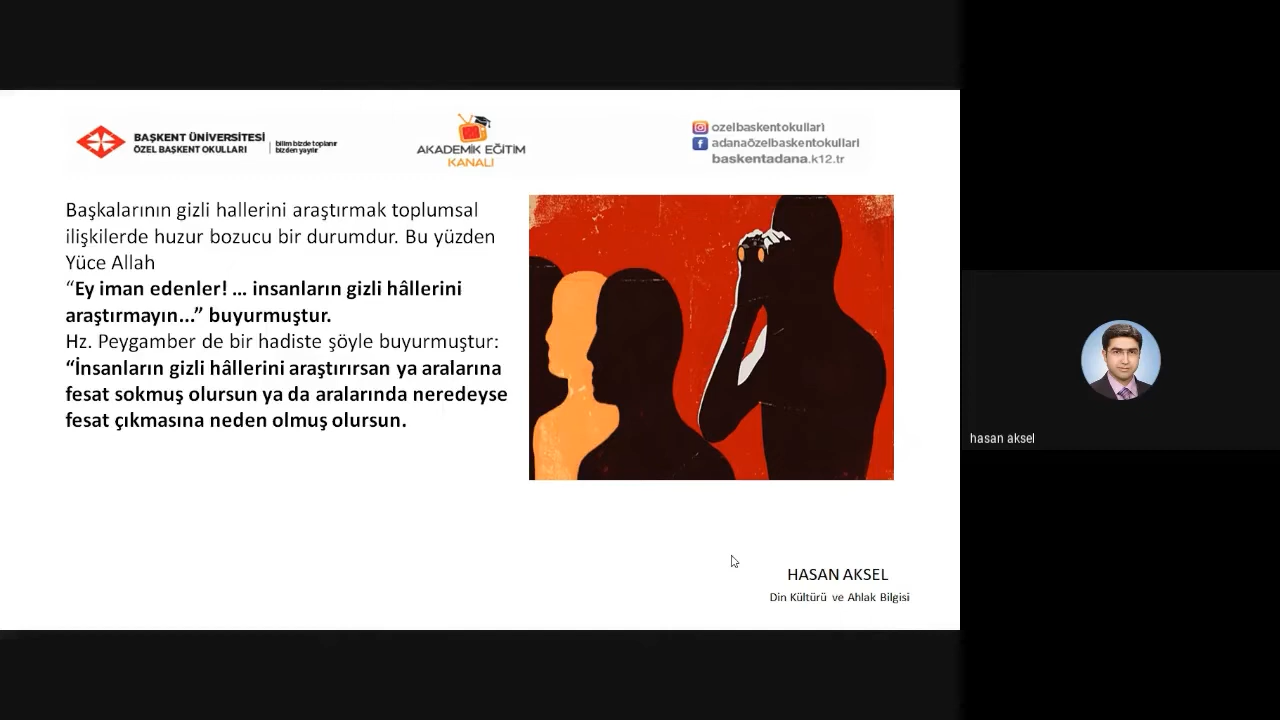 BAŞKENT ÜNİVERSİTESİ
ÖZEL BAŞKENT OKULLARI
bilim bizde toplanır
bizden yayılır
AKADEMİK EĞİTİM
KANALI
ozelbaskentokullari
adanaözelbaskentokullari
baskentadana.k12.tr
Başkalarının gizli hallerini araştırmak toplumsal
ilişkilerde huzur bozucu bir durumdur. Bu yüzden
Yüce Allah
“Ey iman edenler! ... insanların gizli hâllerini
araştırmayın...” buyurmuştur.
Hz. Peygamber de bir hadiste şöyle buyurmuştur:
“İnsanların gizli hâllerini araştırırsan ya aralarına
fesat sokmuş olursun ya da aralarında neredeyse
fesat çıkmasına neden olmuş olursun.
HASAN AKSEL
Din Kültürü ve Ahlak Bilgisi
hasan aksel